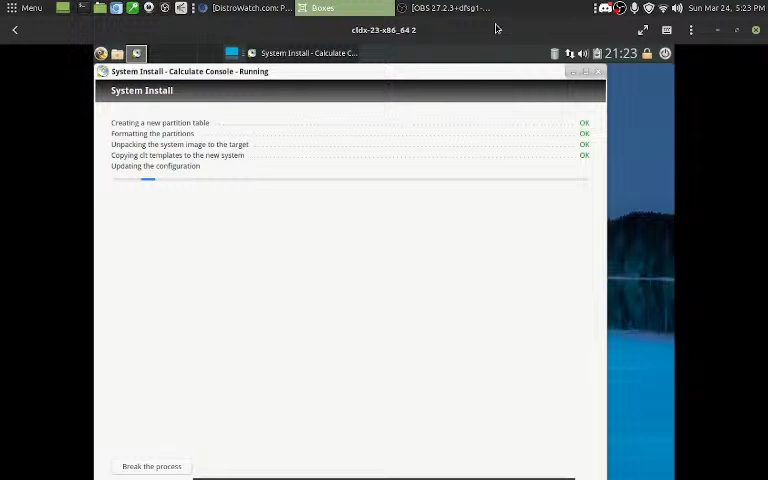 Menu [DistroWatch.com: P... Boxes [OBS 27.2.3+dfsg1-... Sun Mar 24, 5:23 PM
cldx-23-x86_64 2
System Install - Calculate C... 21:23
System Install - Calculate Console - Running
System Install
Creating a new partition table OK
Formatting the partitions OK
Unpacking the system image to the target OK
Copying clt templates to the new system OK
Updating the configuration
Break the process